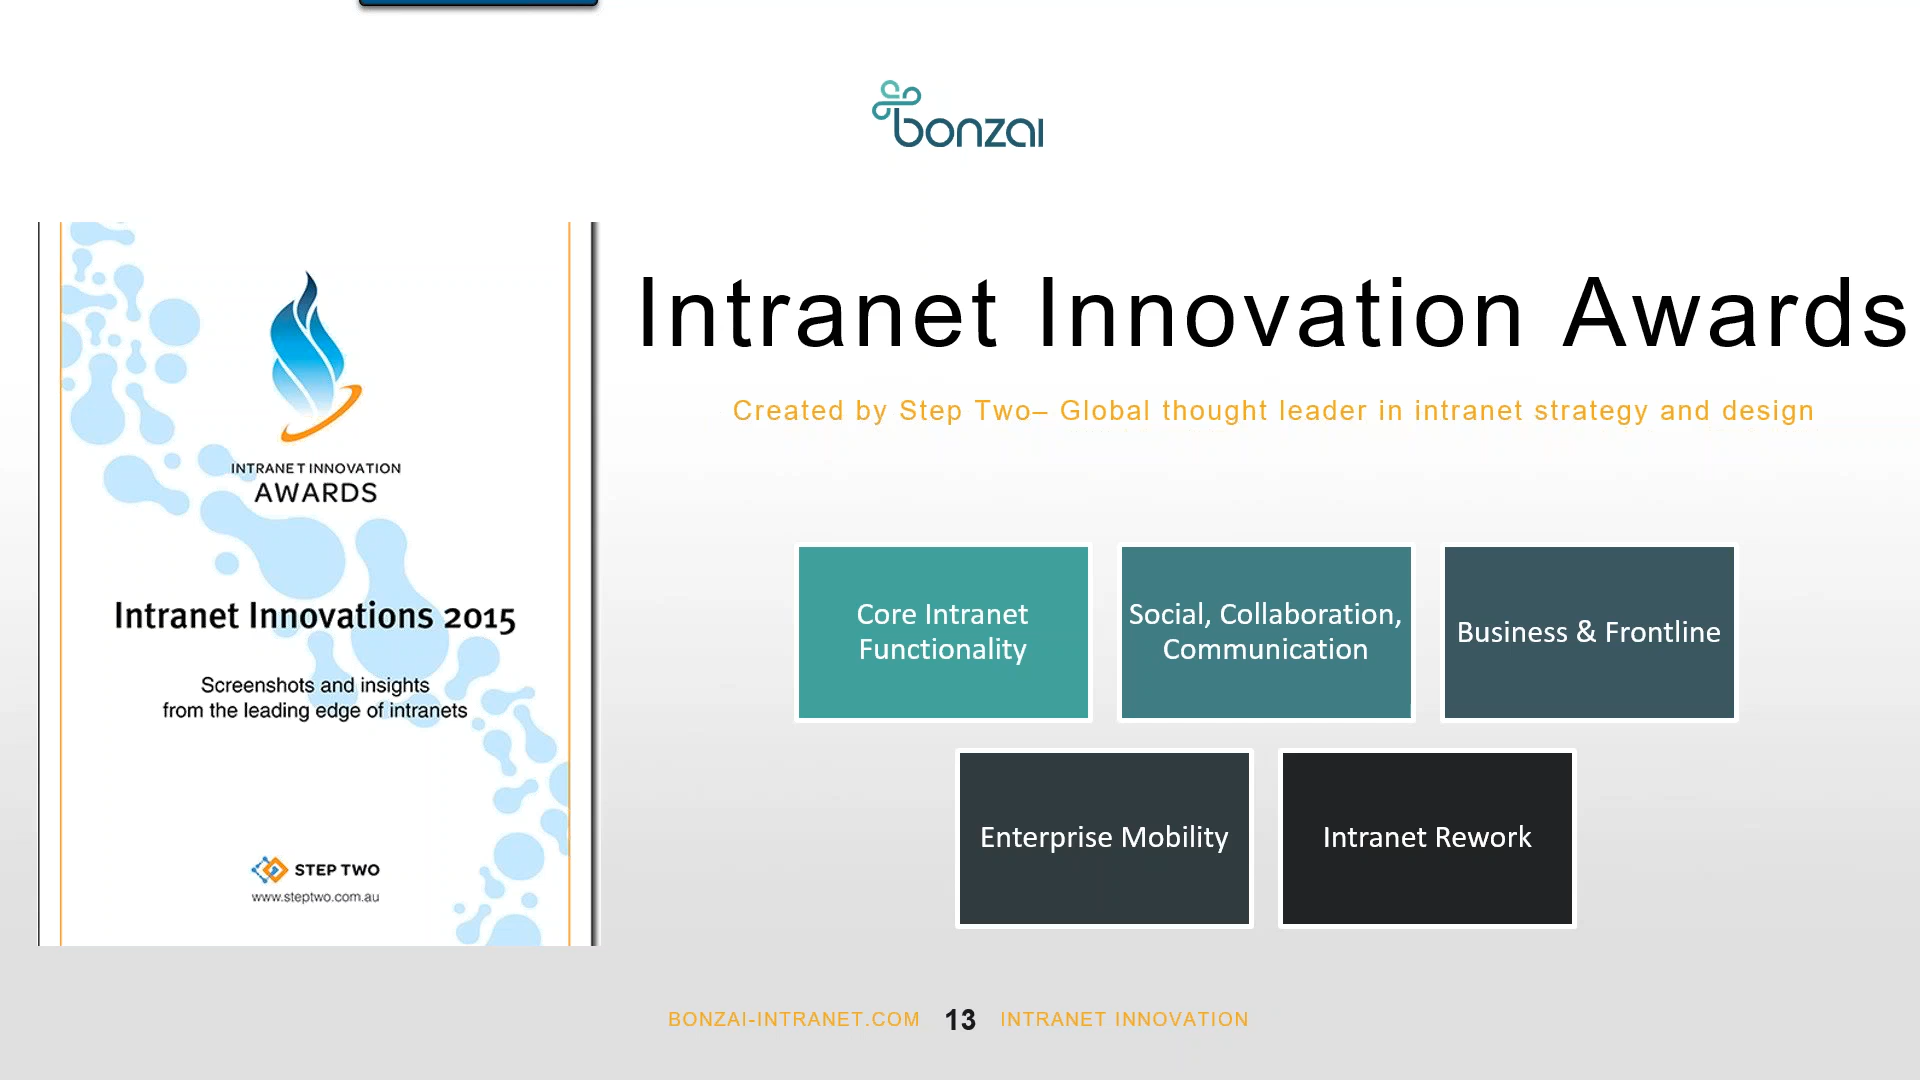 bonzai
INTRANET INNOVATION
AWARDS
Intranet Innovations 2015
Screenshots and insights
from the leading edge of intranets
STEP TWO
www.steptwo.com.au
Intranet Innovation Awards
Created by Step Two– Global thought leader in intranet strategy and design
Core Intranet
Functionality
Social, Collaboration,
Communication
Business & Frontline
Enterprise Mobility
Intranet Rework
BONZAI-INTRANET.COM 13 INTRANET INNOVATION